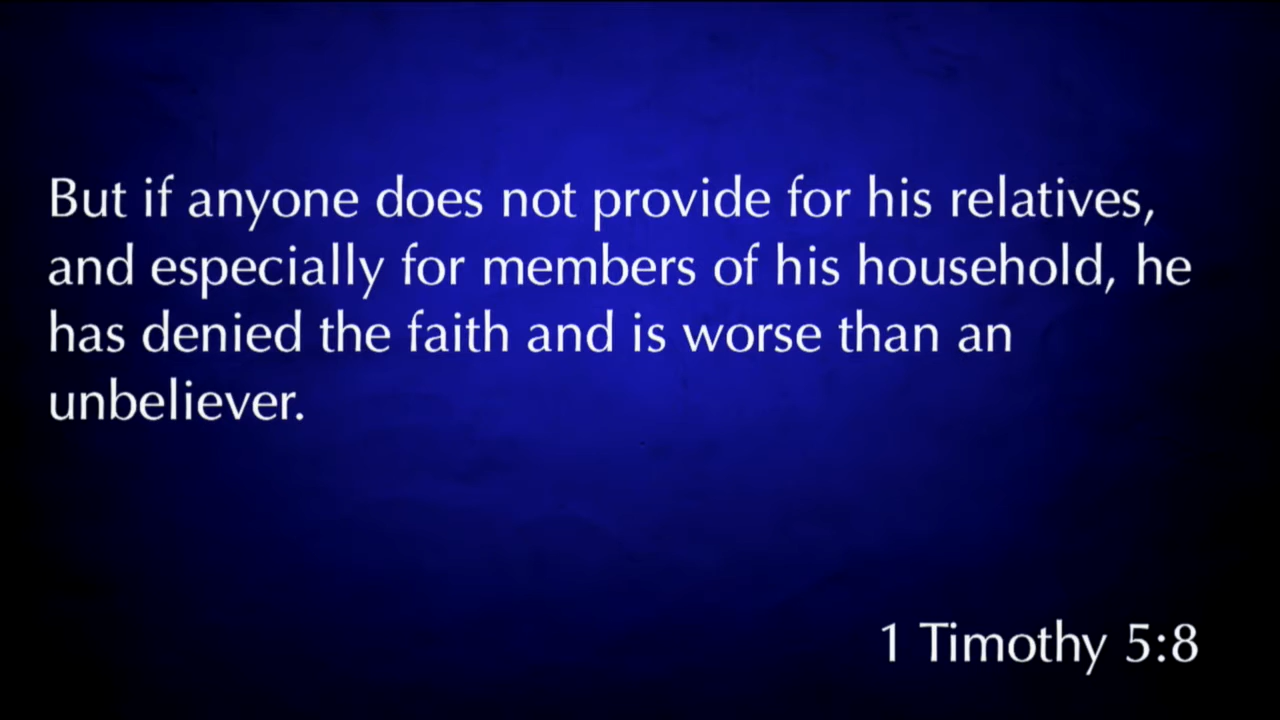 But if anyone does not provide for his relatives,
and especially for members of his household, he
has denied the faith and is worse than an
unbeliever.
1 Timothy 5:8